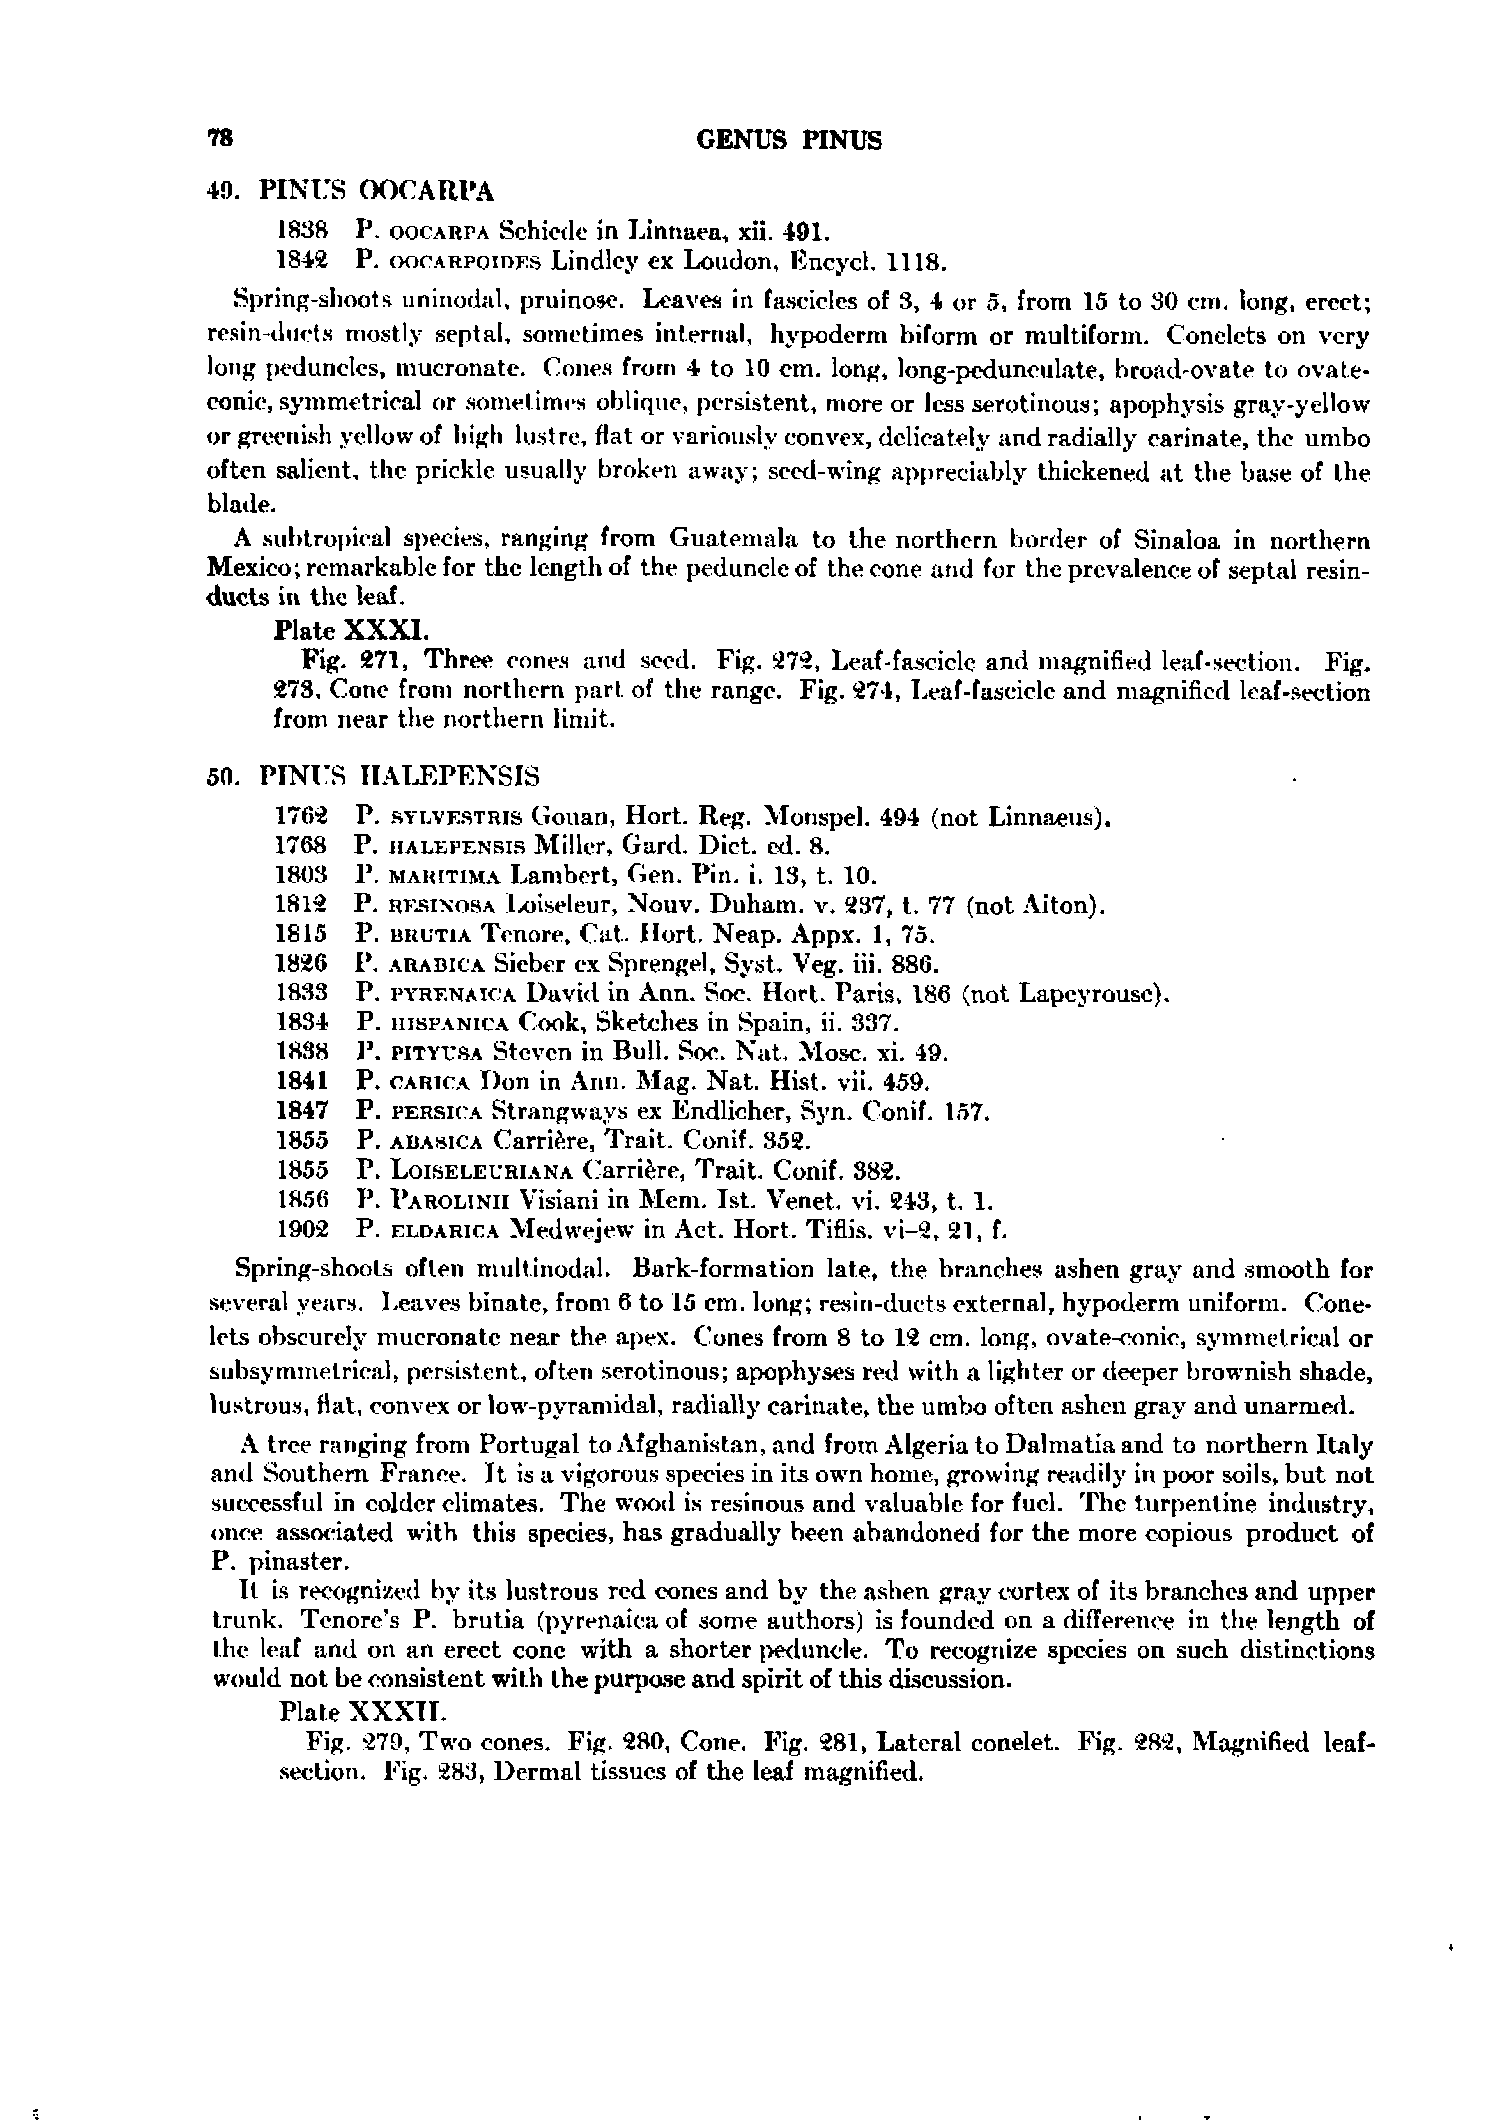 78 GENUS PINUS
49. PINUS OOCARPA
1838 P. OOCARPA Schiede in Linnaea, xii. 491.
1842 P. OOCARPOIDES Lindley ex Loudon, Encycl. 1118.
Spring-shoots uninodal, pruinose. Leaves in fascicles of 3, 4 or 5, from 15 to 30 cm. long, erect;
resin-ducts mostly septal, sometimes internal, hypoderm biform or multiform. Conelets on very
long peduncles, mucronate. Cones from 4 to 10 cm. long, long-pedunculate, broad-ovate to ovate-
conic, symmetrical or sometimes oblique, persistent, more or less serotinous; apophysis gray-yellow
or greenish yellow of high lustre, flat or variously convex, delicately and radially carinate, the umbo
often salient, the prickle usually broken away; seed-wing appreciably thickened at the base of the
blade.
A subtropical species, ranging from Guatemala to the northern border of Sinaloa in northern
Mexico; remarkable for the length of the peduncle of the cone and for the prevalence of septal resin-
ducts in the leaf.
Plate XXXI.
Fig. 271, Three cones and seed. Fig. 272, Leaf-fascicle and magnified leaf-section. Fig.
273, Cone from northern part of the range. Fig. 274, Leaf-fascicle and magnified leaf-section
from near the northern limit.
50. PINUS HALEPENSIS
1762 P. SYLVESTRIS Gouan, Hort. Reg. Monspel. 494 (not Linnaeus).
1768 P. HALEPENSIS Miller, Gard. Dict. ed. 8.
1803 P. MARITIMA Lambert, Gen. Pin. i. 13, t. 10.
1812 P. RESINOSA Loiseleur, Nouv. Duham. v. 237, t. 77 (not Aiton).
1815 P. BRUTIA Tenore, Cat. Hort. Neap. Appx. 1, 75.
1826 P. ARABICA Sieber ex Sprengel, Syst. Veg. iii. 886.
1833 P. PYRENAICA David in Ann. Soc. Hort. Paris, 186 (not Lapeyrouse).
1834 P. HISPANICA Cook, Sketches in Spain, ii. 337.
1838 P. PITYUSA Steven in Bull. Soc. Nat. Mosc. xi. 49.
1841 P. CARICA Don in Ann. Mag. Nat. Hist. vii. 459.
1847 P. PERSICA Strangways ex Endlicher, Syn. Conif. 157.
1855 P. ABASICA Carrière, Trait. Conif. 352.
1855 P. LOISELEURIANA Carrière, Trait. Conif. 382.
1856 P. PAROLINII Visiani in Mem. Ist. Venet. vi. 243, t. 1.
1902 P. ELDARICA Medwejew in Act. Hort. Tiflis. vi-2, 21, f.
Spring-shoots often multinodal. Bark-formation late, the branches ashen gray and smooth for
several years. Leaves binate, from 6 to 15 cm. long; resin-ducts external, hypoderm uniform. Cone-
lets obscurely mucronate near the apex. Cones from 8 to 12 cm. long, ovate-conic, symmetrical or
subsymmetrical, persistent, often serotinous; apophyses red with a lighter or deeper brownish shade,
lustrous, flat, convex or low-pyramidal, radially carinate, the umbo often ashen gray and unarmed.
A tree ranging from Portugal to Afghanistan, and from Algeria to Dalmatia and to northern Italy
and Southern France. It is a vigorous species in its own home, growing readily in poor soils, but not
successful in colder climates. The wood is resinous and valuable for fuel. The turpentine industry,
once associated with this species, has gradually been abandoned for the more copious product of
P. pinaster.
It is recognized by its lustrous red cones and by the ashen gray cortex of its branches and upper
trunk. Tenore's P. brutia (pyrenaica of some authors) is founded on a difference in the length of
the leaf and on an erect cone with a shorter peduncle. To recognize species on such distinctions
would not be consistent with the purpose and spirit of this discussion.
Plate XXXII.
Fig. 279, Two cones. Fig. 280, Cone. Fig. 281, Lateral conelet. Fig. 282, Magnified leaf-
section. Fig. 283, Dermal tissues of the leaf magnified.